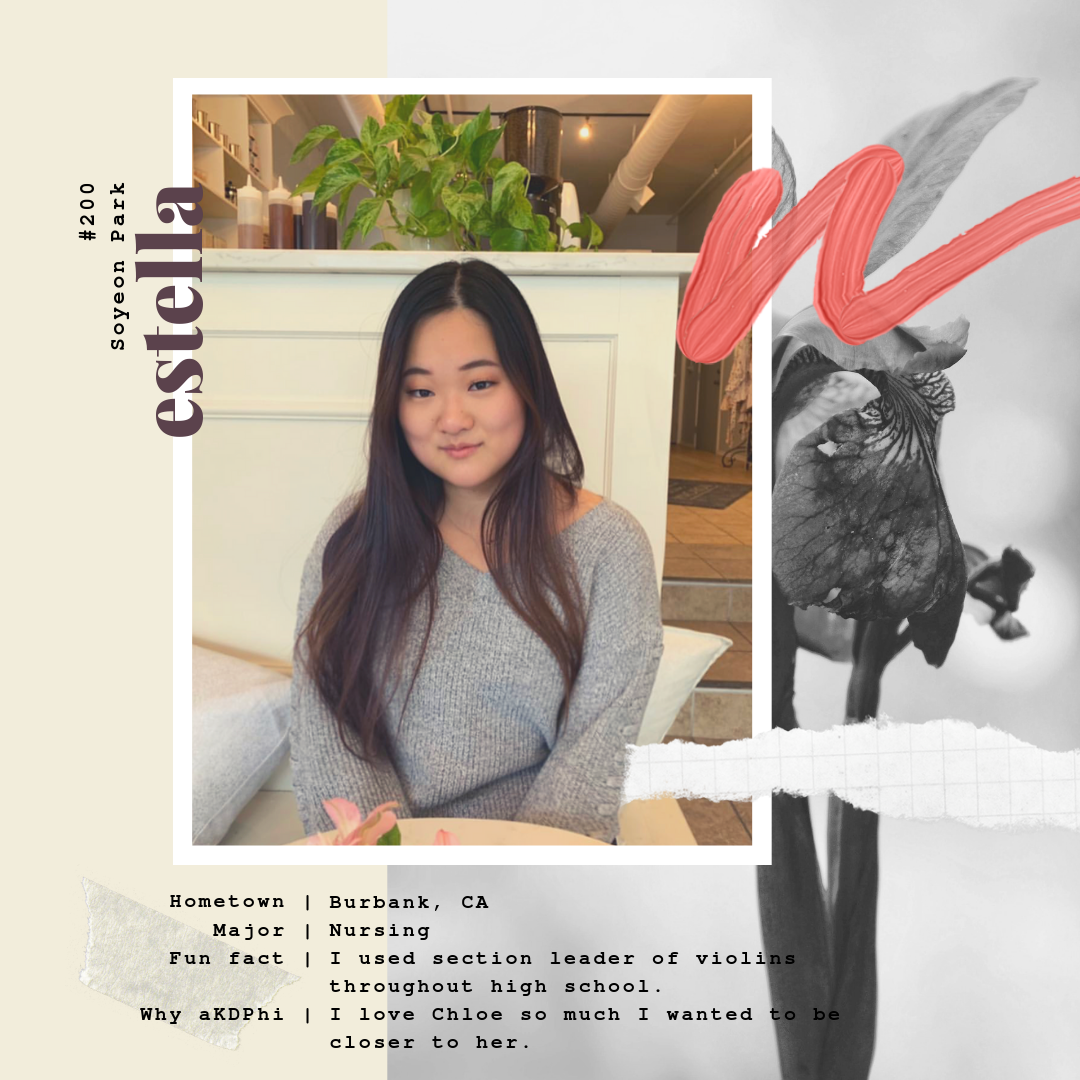 #200
Soyeon Park
estella
Hometown | Burbank, CA
Major | Nursing
Fun fact | I used section leader of violins
throughout high school.
Why aKDPhi | I love Chloe so much I wanted to be
closer to her.